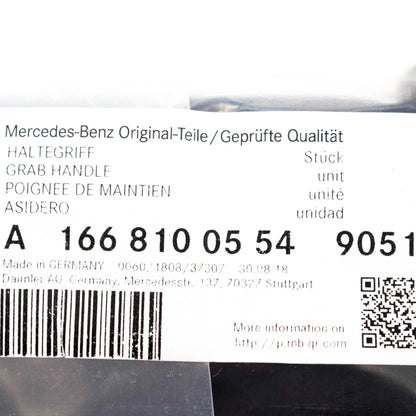 Mercedes-Benz Original-Teile/Geprüfte Qualität
HALTEGRIFF Stück
GRAB HANDLE unit
POIGNEE DE MAINTIEN unité
ASIDERO unidad
A 166 810 05 54 9051
Made in GERMANY 0060/1808/37307 30.08.18
Daimler AG, Germany, Mercedesstr. 137, 70327 Stuttgart
More information on
http://p.mb-qr.com